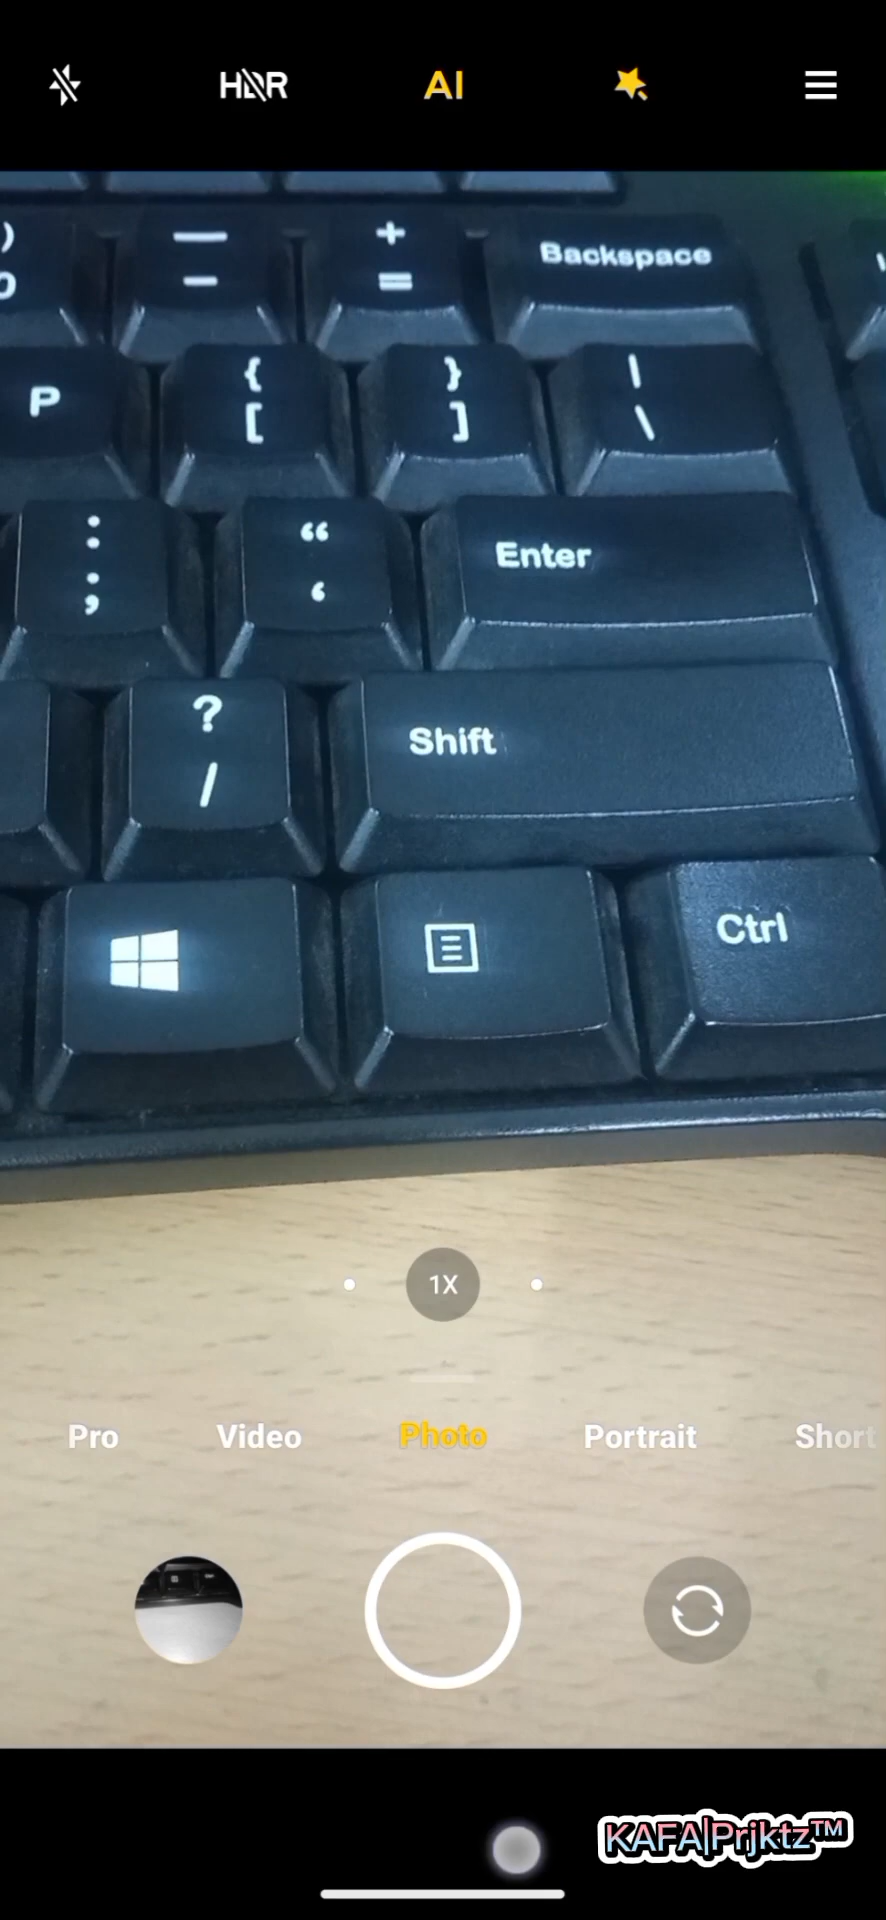 HDR AI
)
0
—
-
+
=
Backspace
P
{
[
}
]
|
\
:
;
“
‘
Enter
?
/
Shift
Ctrl
1X
Pro Video Photo Portrait Short
KAFA|Prjktz™